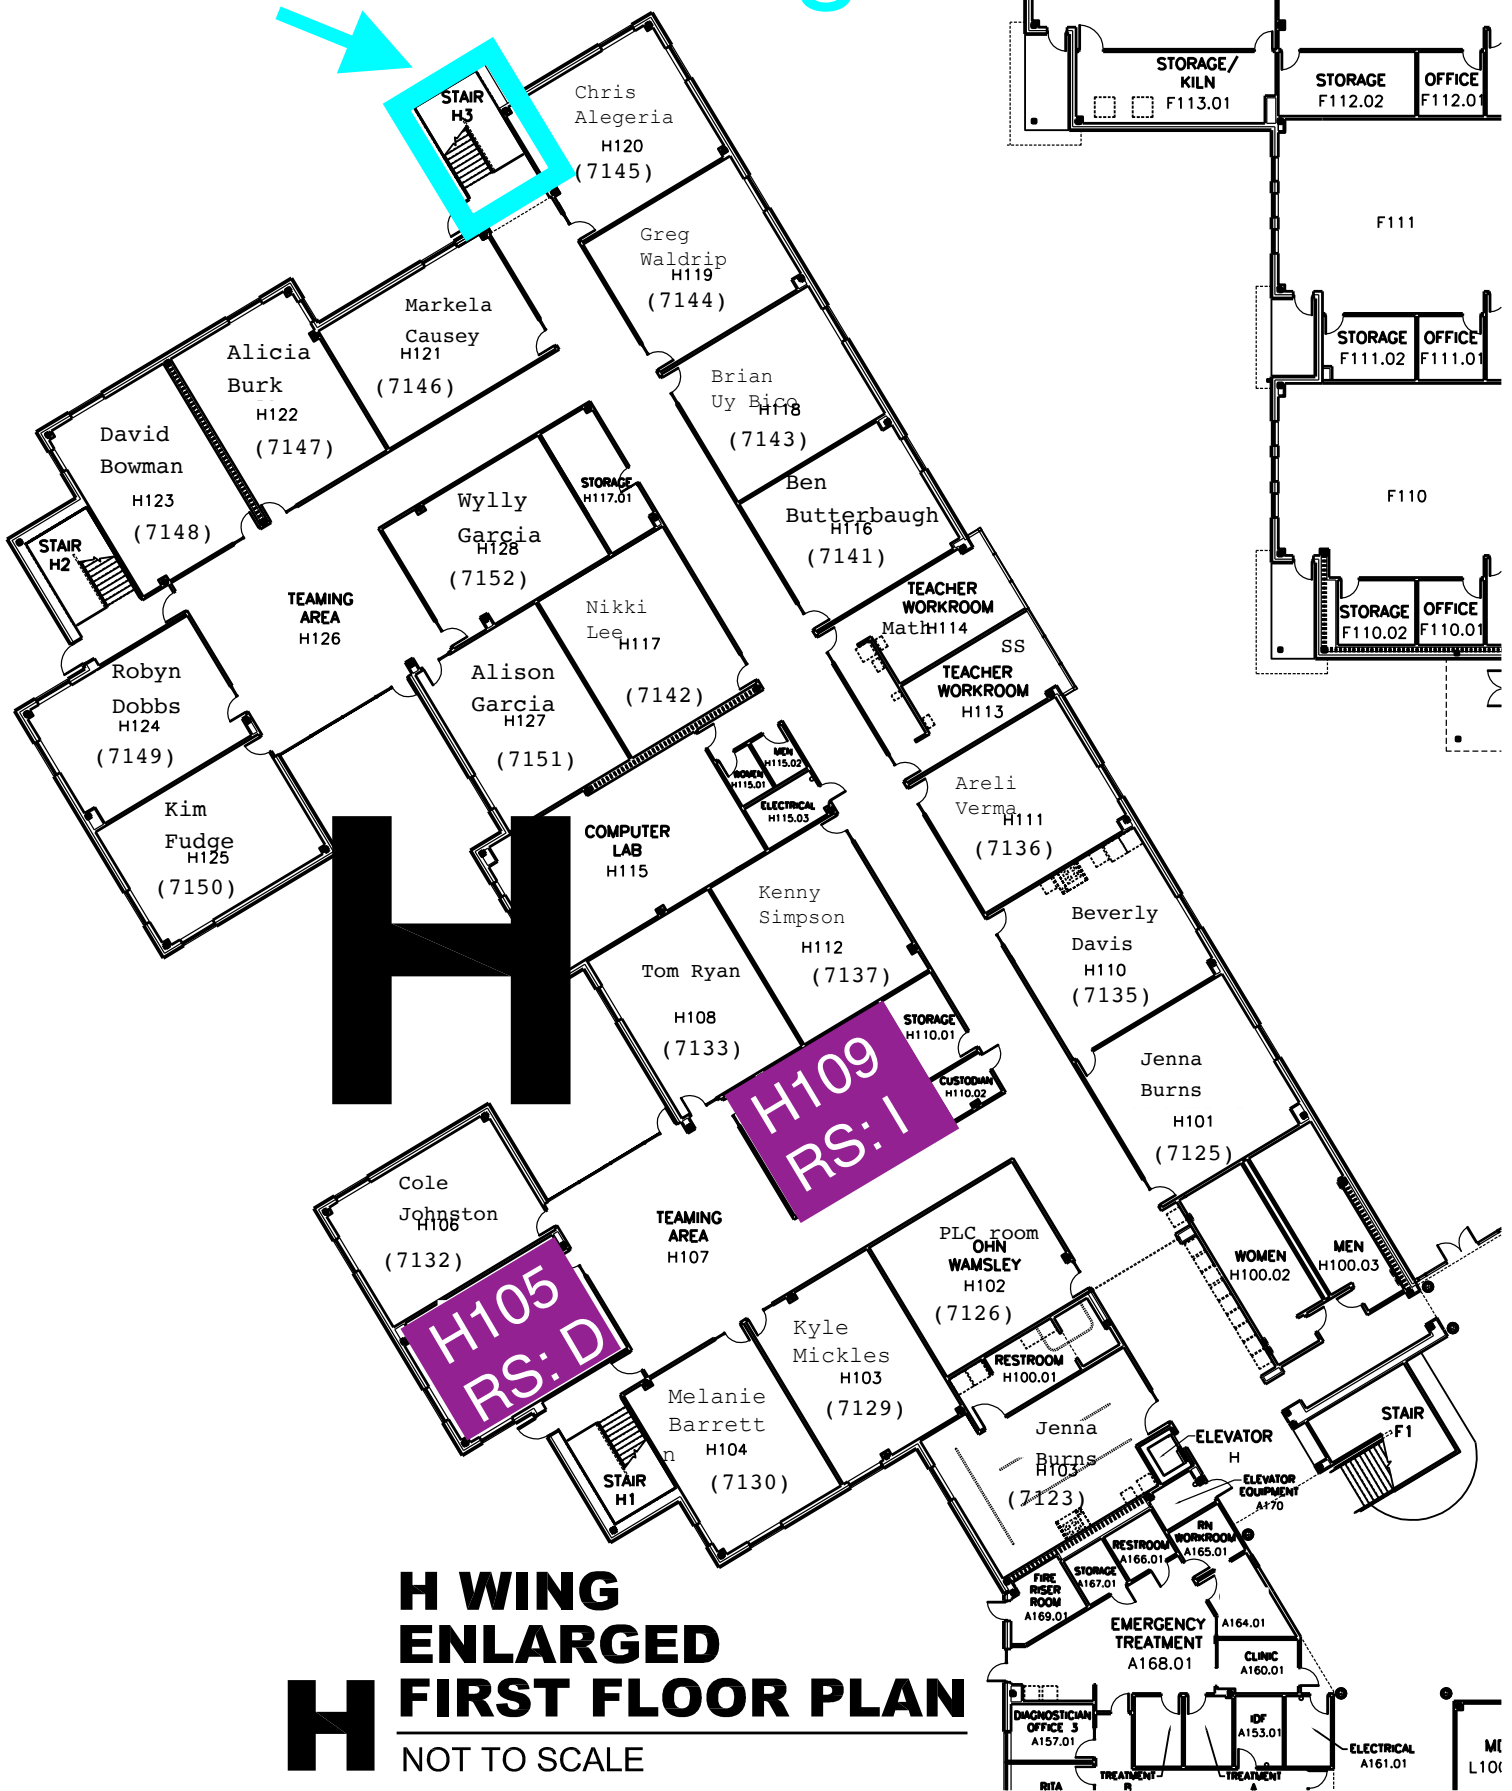 STAIR
H3
Chris
Alegeria
H120
(7145)
STORAGE/
KILN
F113.01
STORAGE
F112.02
OFFICE
F112.01
F111
Greg
Waldrip
H119
(7144)
Markela
Causey
H121
(7146)
STORAGE
F111.02
OFFICE
F111.01
Alicia
Burk
H122
(7147)
Brian
Uy Bico
H118
(7143)
David
Bowman
H123
(7148)
Wylly
Garcia
H128
(7152)
STORAGE
H117.01
Ben
Butterbaugh
H116
(7141)
F110
STAIR
H2
TEAMING
AREA
H126
Nikki
Lee
H117
(7142)
TEACHER
WORKROOM
Math
H114
SS
TEACHER
WORKROOM
H113
STORAGE
F110.02
OFFICE
F110.01
Robyn
Dobbs
H124
(7149)
Alison
Garcia
H127
(7151)
MEN
H115.02
WOMEN
H115.01
ELECTRICAL
H115.03
Kim
Fudge
H125
(7150)
COMPUTER
LAB
H115
Areli
Verma
H111
(7136)
H
Kenny
Simpson
H112
(7137)
Beverly
Davis
H110
(7135)
Tom Ryan
H108
(7133)
STORAGE
H110.01
CUSTODIAN
H110.02
H109
RS: I
Jenna
Burns
H101
(7125)
Cole
Johnston
H106
(7132)
TEAMING
AREA
H107
PLC room
OHN
WAMSLEY
H102
(7126)
WOMEN
H100.02
MEN
H100.03
H105
RS: D
Kyle
Mickles
H103
(7129)
RESTROOM
H100.01
Melanie
Barrett
n
H104
(7130)
Jenna
Burns
H103
(7123)
ELEVATOR
H
STAIR
F1
STAIR
H1
ELEVATOR
EQUIPMENT
A170
RN
WORKROOM
A165.01
RESTROOM
A166.01
STORAGE
A167.01
FIRE
RISER
ROOM
A169.01
EMERGENCY
TREATMENT
A168.01
A164.01
CLINIC
A160.01
DIAGNOSTICIAN
OFFICE 3
A157.01
IDF
A153.01
ELECTRICAL
A161.01
RITA
TREATMENT
B
TREATMENT
A
H
H WING
ENLARGED
FIRST FLOOR PLAN
NOT TO SCALE